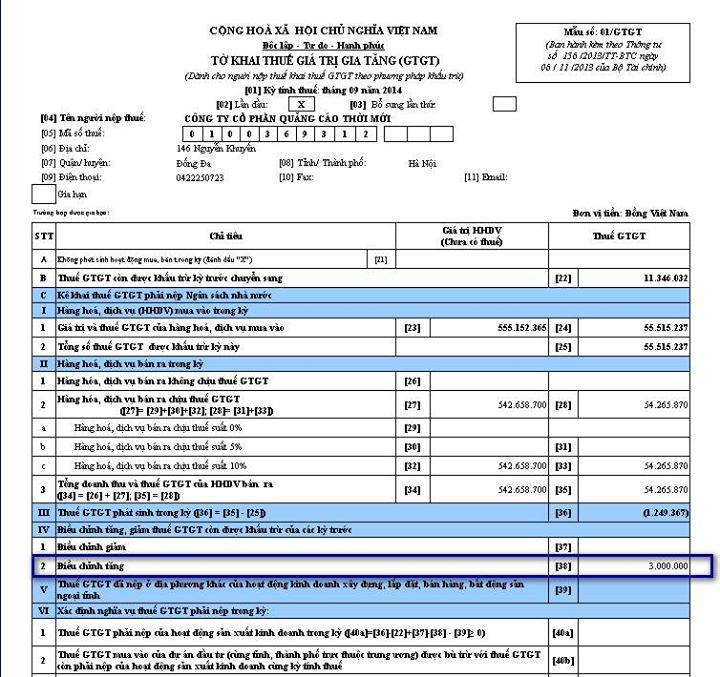 CỘNG HOÀ XÃ HỘI CHỦ NGHĨA VIỆT NAM
Độc lập - Tự do - Hạnh phúc
TỜ KHAI THUẾ GIÁ TRỊ GIA TĂNG (GTGT)
(Dành cho người nộp thuế khai thuế GTGT theo phương pháp khấu trừ)
Mẫu số: 01/GTGT
(Ban hành kèm theo Thông tư
số 156 /2013/TT-BTC ngày
06 / 11 /2013 của Bộ Tài chính)
[01] Kỳ tính thuế: tháng 09 năm 2014
[02] Lần đầu: X [03] Bổ sung lần thứ:
[04] Tên người nộp thuế: CÔNG TY CỔ PHẦN QUẢNG CÁO THỜI MỚI
[05] Mã số thuế: 0 1 0 0 3 6 9 3 1 2
[06] Địa chỉ: 146 Nguyễn Khuyến
[07] Quận/ huyện: Đống Đa [08] Tỉnh/ Thành phố: Hà Nội
[09] Điện thoại: 0422250723 [10] Fax: [11] Email:
Gia hạn
Trường hợp được gia hạn:
Đơn vị tiền: Đồng Việt Nam
STT Chỉ tiêu Giá trị HHDV (Chưa có thuế) Thuế GTGT
A Không phát sinh hoạt động mua, bán trong kỳ (đánh dấu "X") [21]
B Thuế GTGT còn được khấu trừ kỳ trước chuyển sang [22] 11.346.032
C Kê khai thuế GTGT phải nộp Ngân sách nhà nước
I Hàng hoá, dịch vụ (HHDV) mua vào trong kỳ
1 Giá trị và thuế GTGT của hàng hoá, dịch vụ mua vào [23] 555.152.365 [24] 55.515.237
2 Tổng số thuế GTGT được khấu trừ kỳ này [25] 55.515.237
II Hàng hoá, dịch vụ bán ra trong kỳ
1 Hàng hóa, dịch vụ bán ra không chịu thuế GTGT [26]
2 Hàng hóa, dịch vụ bán ra chịu thuế GTGT
([27]= [29]+[30]+[32]; [28]= [31]+[33]) [27] 542.658.700 [28] 54.265.870
a Hàng hoá, dịch vụ bán ra chịu thuế suất 0% [29]
b Hàng hoá, dịch vụ bán ra chịu thuế suất 5% [30] [31]
c Hàng hoá, dịch vụ bán ra chịu thuế suất 10% [32] 542.658.700 [33] 54.265.870
3 Tổng doanh thu và thuế GTGT của HHDV bán ra
([34] = [26] + [27]; [35] = [28]) [34] 542.658.700 [35] 54.265.870
III Thuế GTGT phát sinh trong kỳ ([36] = [35] - [25]) [36] (1.249.367)
IV Điều chỉnh tăng, giảm thuế GTGT còn được khấu trừ của các kỳ trước
1 Điều chỉnh giảm [37]
2 Điều chỉnh tăng [38] 3.000.000
V Thuế GTGT đã nộp ở địa phương khác của hoạt động kinh doanh xây dựng, lắp đặt, bán hàng, bất động sản
ngoại tỉnh [39]
VI Xác định nghĩa vụ thuế GTGT phải nộp trong kỳ:
1 Thuế GTGT phải nộp của hoạt động sản xuất kinh doanh trong kỳ ([40a]=[36]-[22]+[37]-[38] - [39]≥ 0) [40a]
2 Thuế GTGT mua vào của dự án đầu tư (cùng tỉnh, thành phố trực thuộc trung ương) được bù trừ với thuế GTGT
còn phải nộp của hoạt động sản xuất kinh doanh cùng kỳ tính thuế [40b]